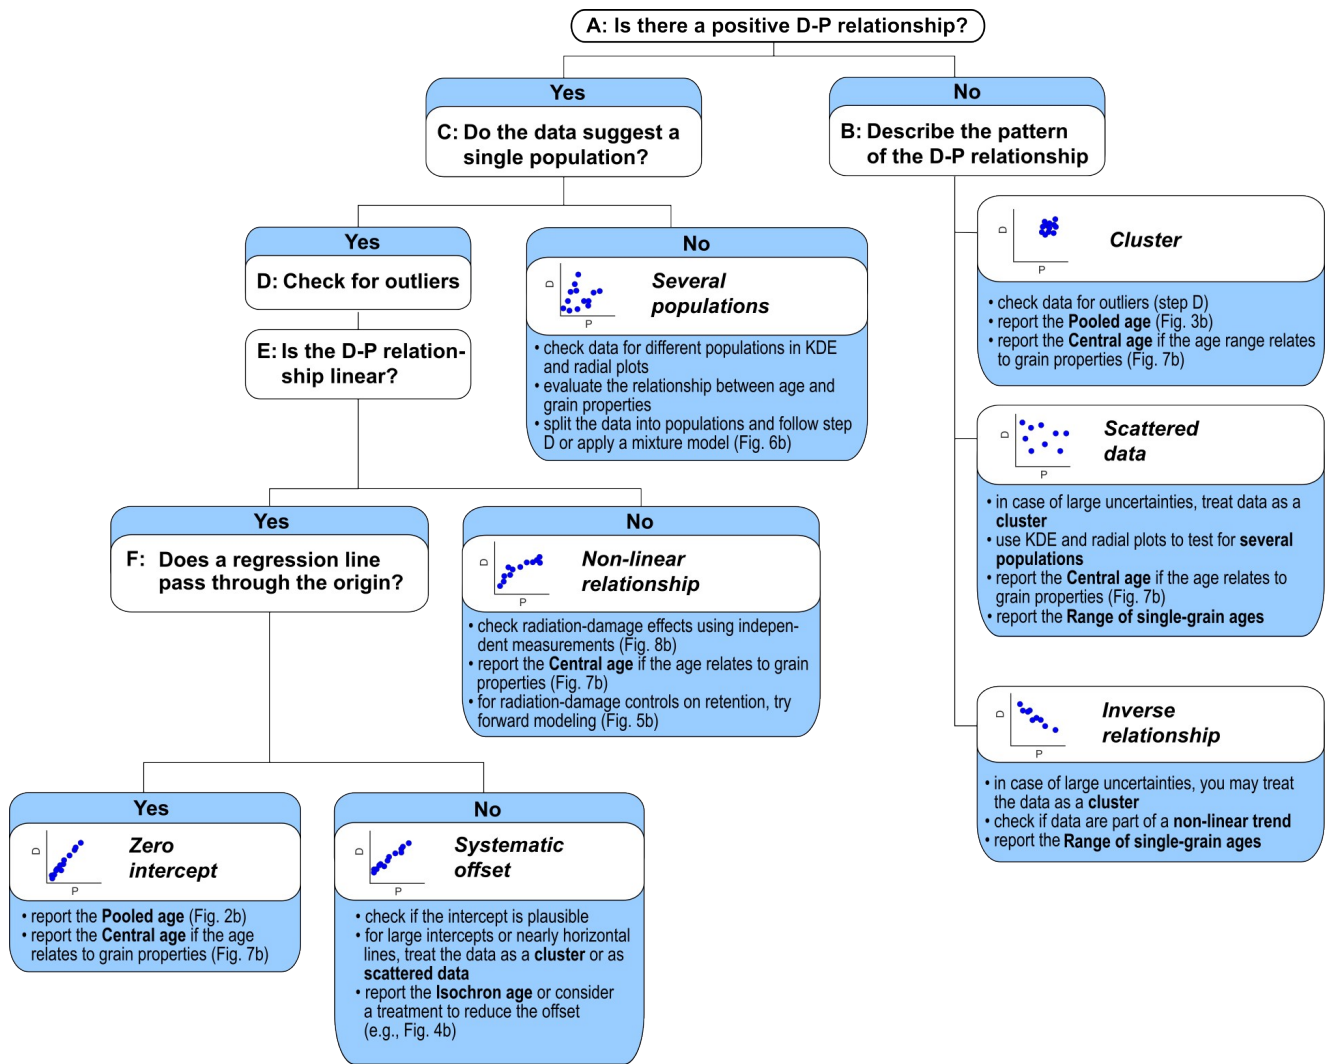 A: Is there a positive D-P relationship?
Yes
C: Do the data suggest a
single population?
No
B: Describe the pattern
of the D-P relationship
D
P
Cluster
• check data for outliers (step D)
• report the Pooled age (Fig. 3b)
• report the Central age if the age range relates
to grain properties (Fig. 7b)
D
P
Scattered
data
• in case of large uncertainties, treat data as a
cluster
• use KDE and radial plots to test for several
populations
• report the Central age if the age relates to
grain properties (Fig. 7b)
• report the Range of single-grain ages
D
P
Inverse
relationship
• in case of large uncertainties, you may treat
the data as a cluster
• check if data are part of a non-linear trend
• report the Range of single-grain ages
Yes
D: Check for outliers
E: Is the D-P relation-
ship linear?
No
D
P
Several
populations
• check data for different populations in KDE
and radial plots
• evaluate the relationship between age and
grain properties
• split the data into populations and follow step
D or apply a mixture model (Fig. 6b)
Yes
F: Does a regression line
pass through the origin?
No
D
P
Non-linear
relationship
• check radiation-damage effects using indepen-
dent measurements (Fig. 8b)
• report the Central age if the age relates to grain
properties (Fig. 7b)
• for radiation-damage controls on retention, try
forward modeling (Fig. 5b)
Yes
D
P
Zero
intercept
• report the Pooled age (Fig. 2b)
• report the Central age if the age
relates to grain properties (Fig. 7b)
No
D
P
Systematic
offset
• check if the intercept is plausible
• for large intercepts or nearly horizontal
lines, treat the data as a cluster or as
scattered data
• report the Isochron age or consider
a treatment to reduce the offset
(e.g., Fig. 4b)